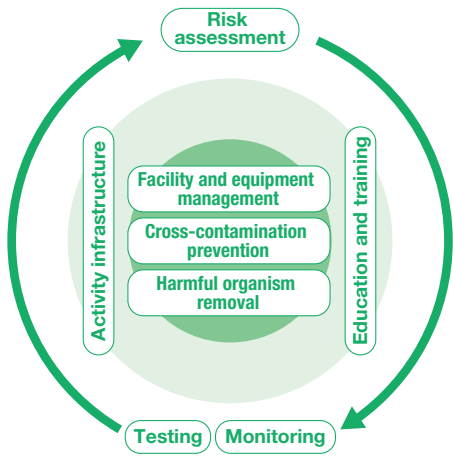 Risk
assessment
Activity infrastructure
Facility and equipment
management
Cross-contamination
prevention
Harmful organism
removal
Education and training
Testing
Monitoring